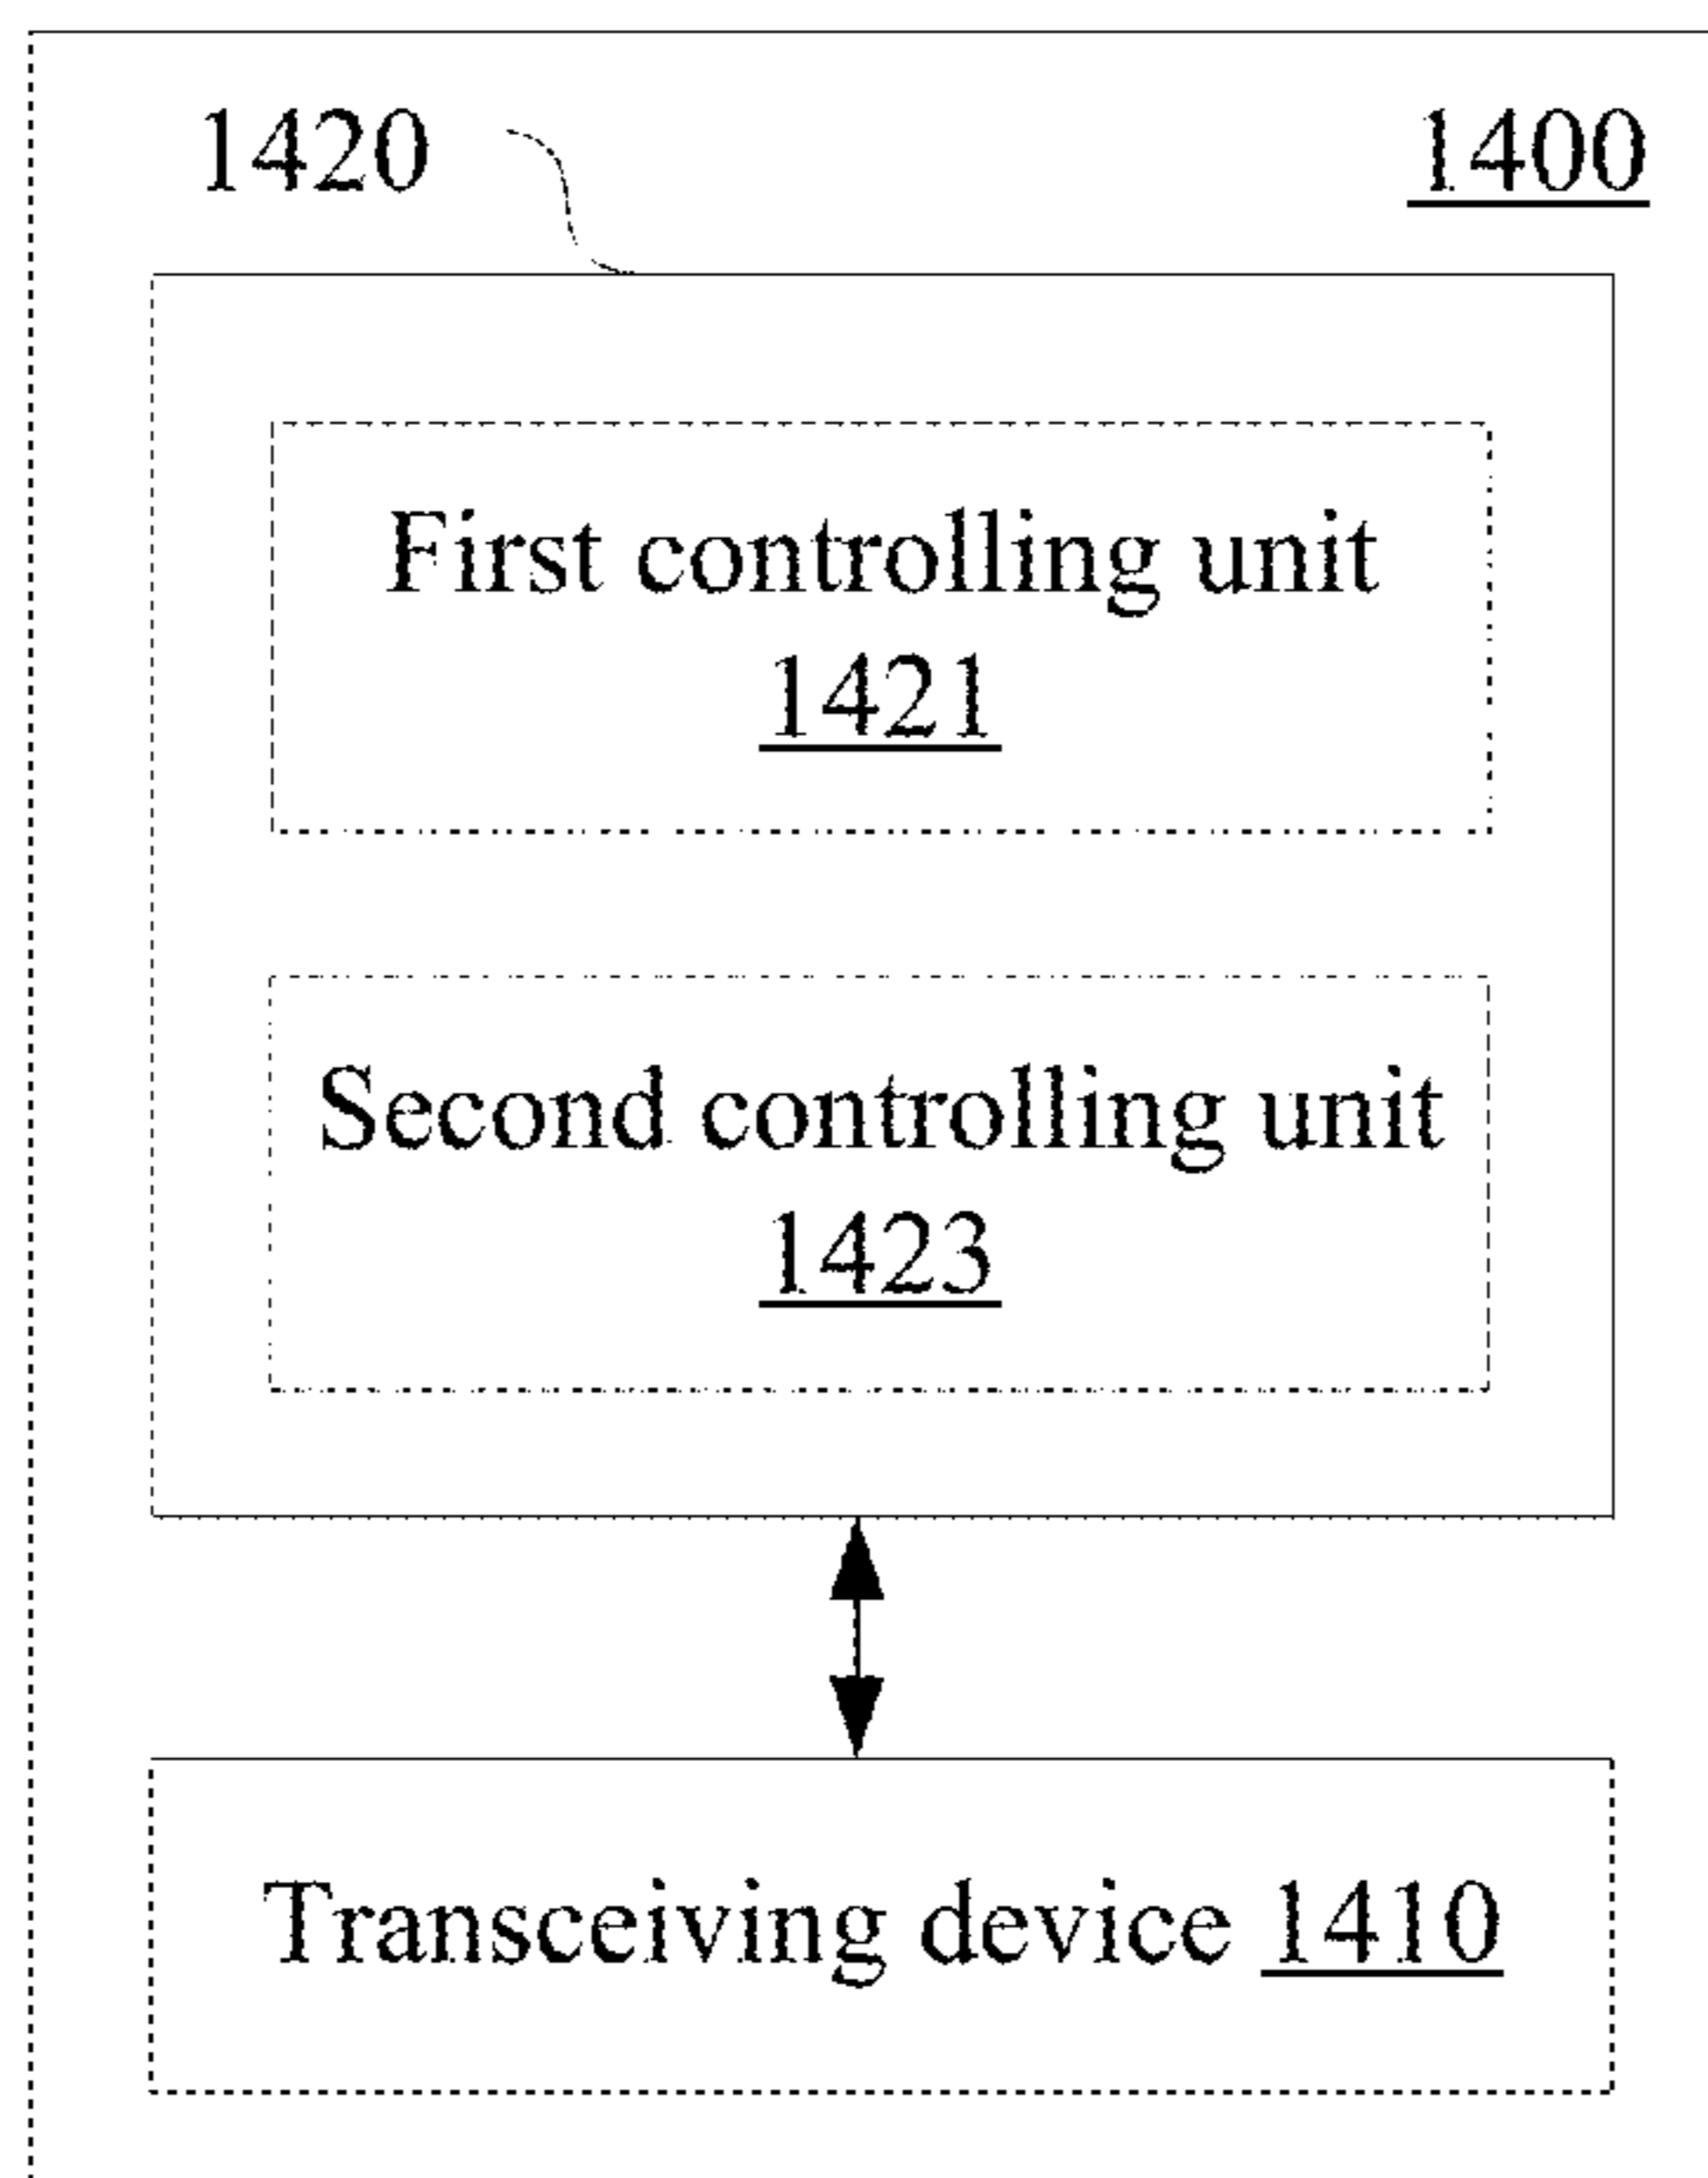 1420
1400
First controlling unit
1421
Second controlling unit
1423
Transceiving device 1410